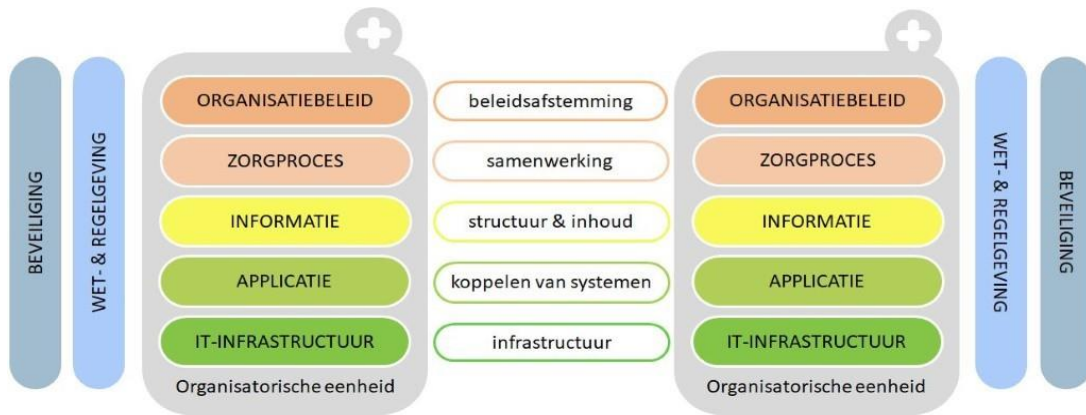 BEVEILIGING
WET- & REGELGEVING
ORGANISATIEBELEID
ZORGPROCES
INFORMATIE
APPLICATIE
IT-INFRASTRUCTUUR
Organisatorische eenheid
beleidsafstemming
samenwerking
structuur & inhoud
koppelen van systemen
infrastructuur
ORGANISATIEBELEID
ZORGPROCES
INFORMATIE
APPLICATIE
IT-INFRASTRUCTUUR
Organisatorische eenheid
WET- & REGELGEVING
BEVEILIGING